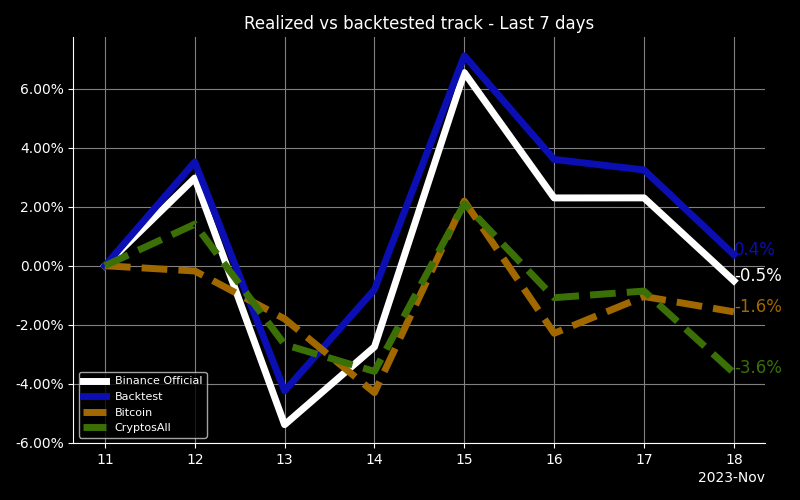 Realized vs backtested track - Last 7 days
6.00%
4.00%
2.00%
0.00%
-2.00%
-4.00%
-6.00%
0.4%
-0.5%
-1.6%
-3.6%
Binance Official
Backtest
Bitcoin
CryptosAll
11 12 13 14 15 16 17 18
2023-Nov